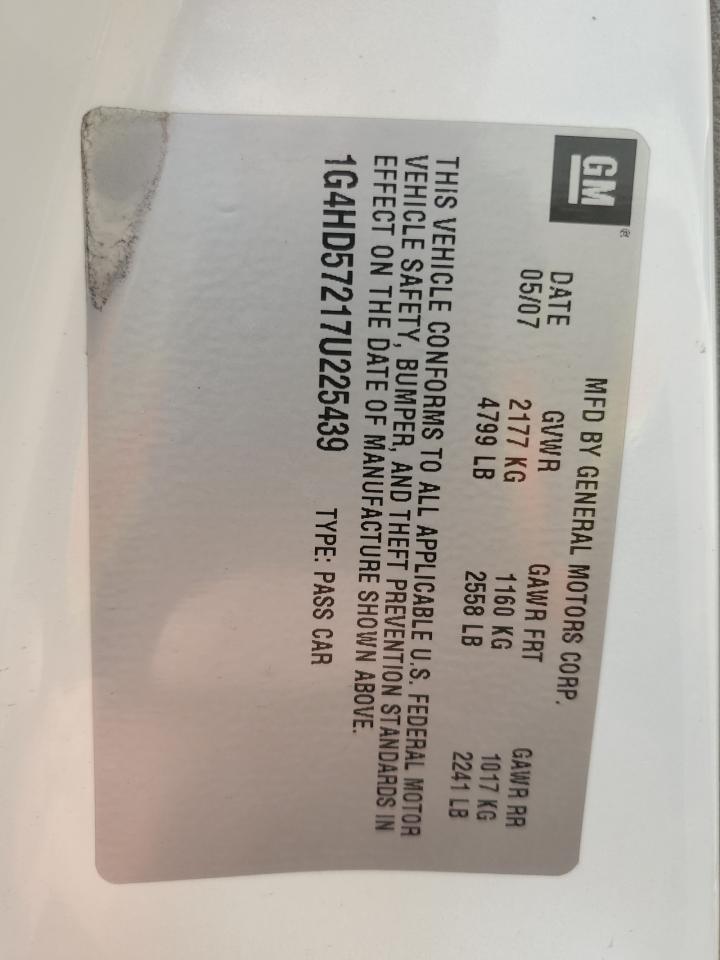 GM®
MFD BY GENERAL MOTORS CORP.
DATE GVWR GAWR FRT GAWR RR
05/07 2177 KG 1160 KG 1017 KG
4799 LB 2558 LB 2241 LB
THIS VEHICLE CONFORMS TO ALL APPLICABLE U.S. FEDERAL MOTOR
VEHICLE SAFETY, BUMPER, AND THEFT PREVENTION STANDARDS IN
EFFECT ON THE DATE OF MANUFACTURE SHOWN ABOVE.
1G4HD57217U225439 TYPE: PASS CAR